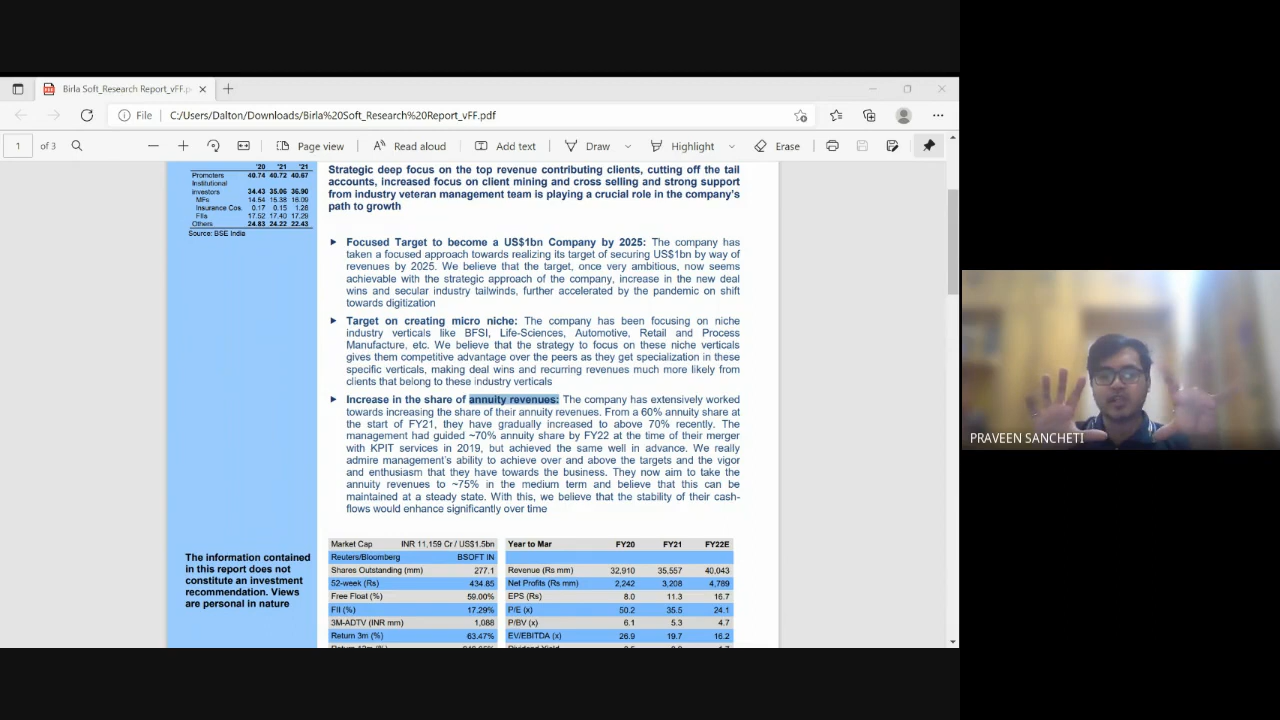 Birla Soft_Research Report_vFF.p
File
C:/Users/Dalton/Downloads/Birla%20Soft_Research%20Report_vFF.pdf
1 of 3
Page view
Read aloud
Add text
Draw
Highlight
Erase
'20 '21 '21
Promoters 40.74 40.72 40.67
Institutional
investors 34.43 35.06 36.90
MFs 14.54 15.38 16.09
Insurance Cos. 0.17 0.15 1.28
FIIs 17.52 17.40 17.29
Others 24.83 24.22 22.43
Source: BSE India
The information contained
in this report does not
constitute an investment
recommendation. Views
are personal in nature
Strategic deep focus on the top revenue contributing clients, cutting off the tail
accounts, increased focus on client mining and cross selling and strong support
from industry veteran management team is playing a crucial role in the company's
path to growth
Focused Target to become a US$1bn Company by 2025: The company has
taken a focused approach towards realizing its target of securing US$1bn by way of
revenues by 2025. We believe that the target, once very ambitious, now seems
achievable with the strategic approach of the company, increase in the new deal
wins and secular industry tailwinds, further accelerated by the pandemic on shift
towards digitization
Target on creating micro niche: The company has been focusing on niche
industry verticals like BFSI, Life-Sciences, Automotive, Retail and Process
Manufacture, etc. We believe that the strategy to focus on these niche verticals
gives them competitive advantage over the peers as they get specialization in these
specific verticals, making deal wins and recurring revenues much more likely from
clients that belong to these industry verticals
Increase in the share of annuity revenues: The company has extensively worked
towards increasing the share of their annuity revenues. From a 60% annuity share at
the start of FY21, they have gradually increased to above 70% recently. The
management had guided ~70% annuity share by FY22 at the time of their merger
with KPIT services in 2019, but achieved the same well in advance. We really
admire management's ability to achieve over and above the targets and the vigor
and enthusiasm that they have towards the business. They now aim to take the
annuity revenues to ~75% in the medium term and believe that this can be
maintained at a steady state. With this, we believe that the stability of their cash-
flows would enhance significantly over time
Market Cap INR 11,159 Cr / US$1.5bn
Reuters/Bloomberg BSOFT IN
Shares Outstanding (mm) 277.1
52-week (Rs) 434.85
Free Float (%) 59.00%
FII (%) 17.29%
3M-ADTV (INR mm) 1,088
Return 3m (%) 63.47%
Year to Mar FY20 FY21 FY22E
Revenue (Rs mm) 32,910 35,557 40,043
Net Profits (Rs mm) 2,242 3,208 4,789
EPS (Rs) 8.0 11.3 16.7
P/E (x) 50.2 35.5 24.1
P/BV (x) 6.1 5.3 4.7
EV/EBITDA (x) 26.9 19.7 16.2
PRAVEEN SANCHETI